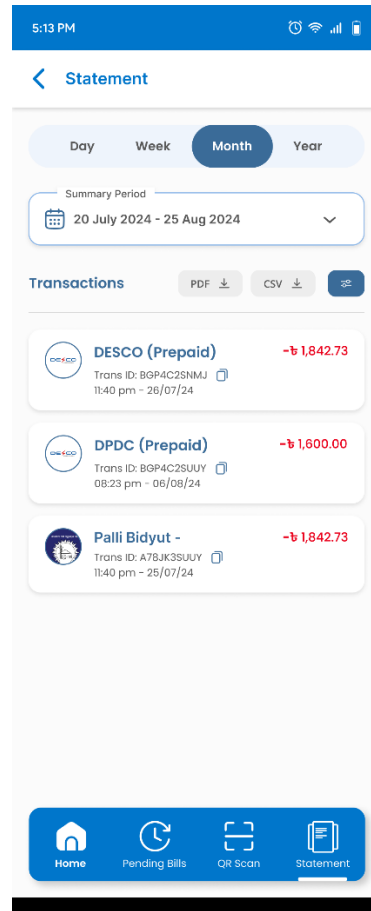 5:13 PM
Statement
Day Week Month Year
Summary Period
20 July 2024 - 25 Aug 2024
Transactions PDF CSV
DESCO (Prepaid) -৳ 1,842.73
DESCO
Trans ID: BGP4C2SNMJ
11:40 pm - 26/07/24
DPDC (Prepaid) -৳ 1,600.00
DESCO
Trans ID: BGP4C2SUUY
08:23 pm - 06/08/24
Palli Bidyut - -৳ 1,842.73
Trans ID: A78JK3SUUY
11:40 pm - 25/07/24
Home Pending Bills QR Scan Statement